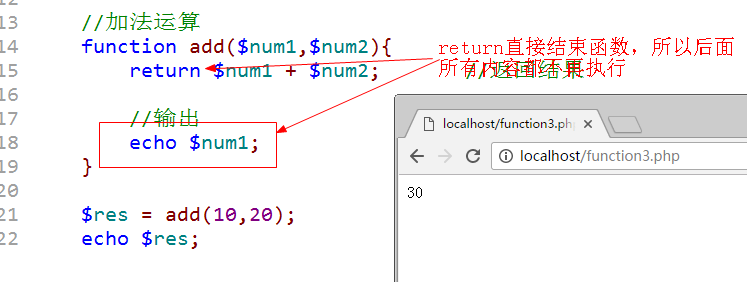 12
13 //加法运算
14 function add($num1,$num2){
15 return $num1 + $num2; //返回结果
16
17 //输出
18 echo $num1;
19 }
20
21 $res = add(10,20);
22 echo $res;
return直接结束函数，所以后面
所有内容都不再执行
localhost/function3.ph
localhost/function3.php
30